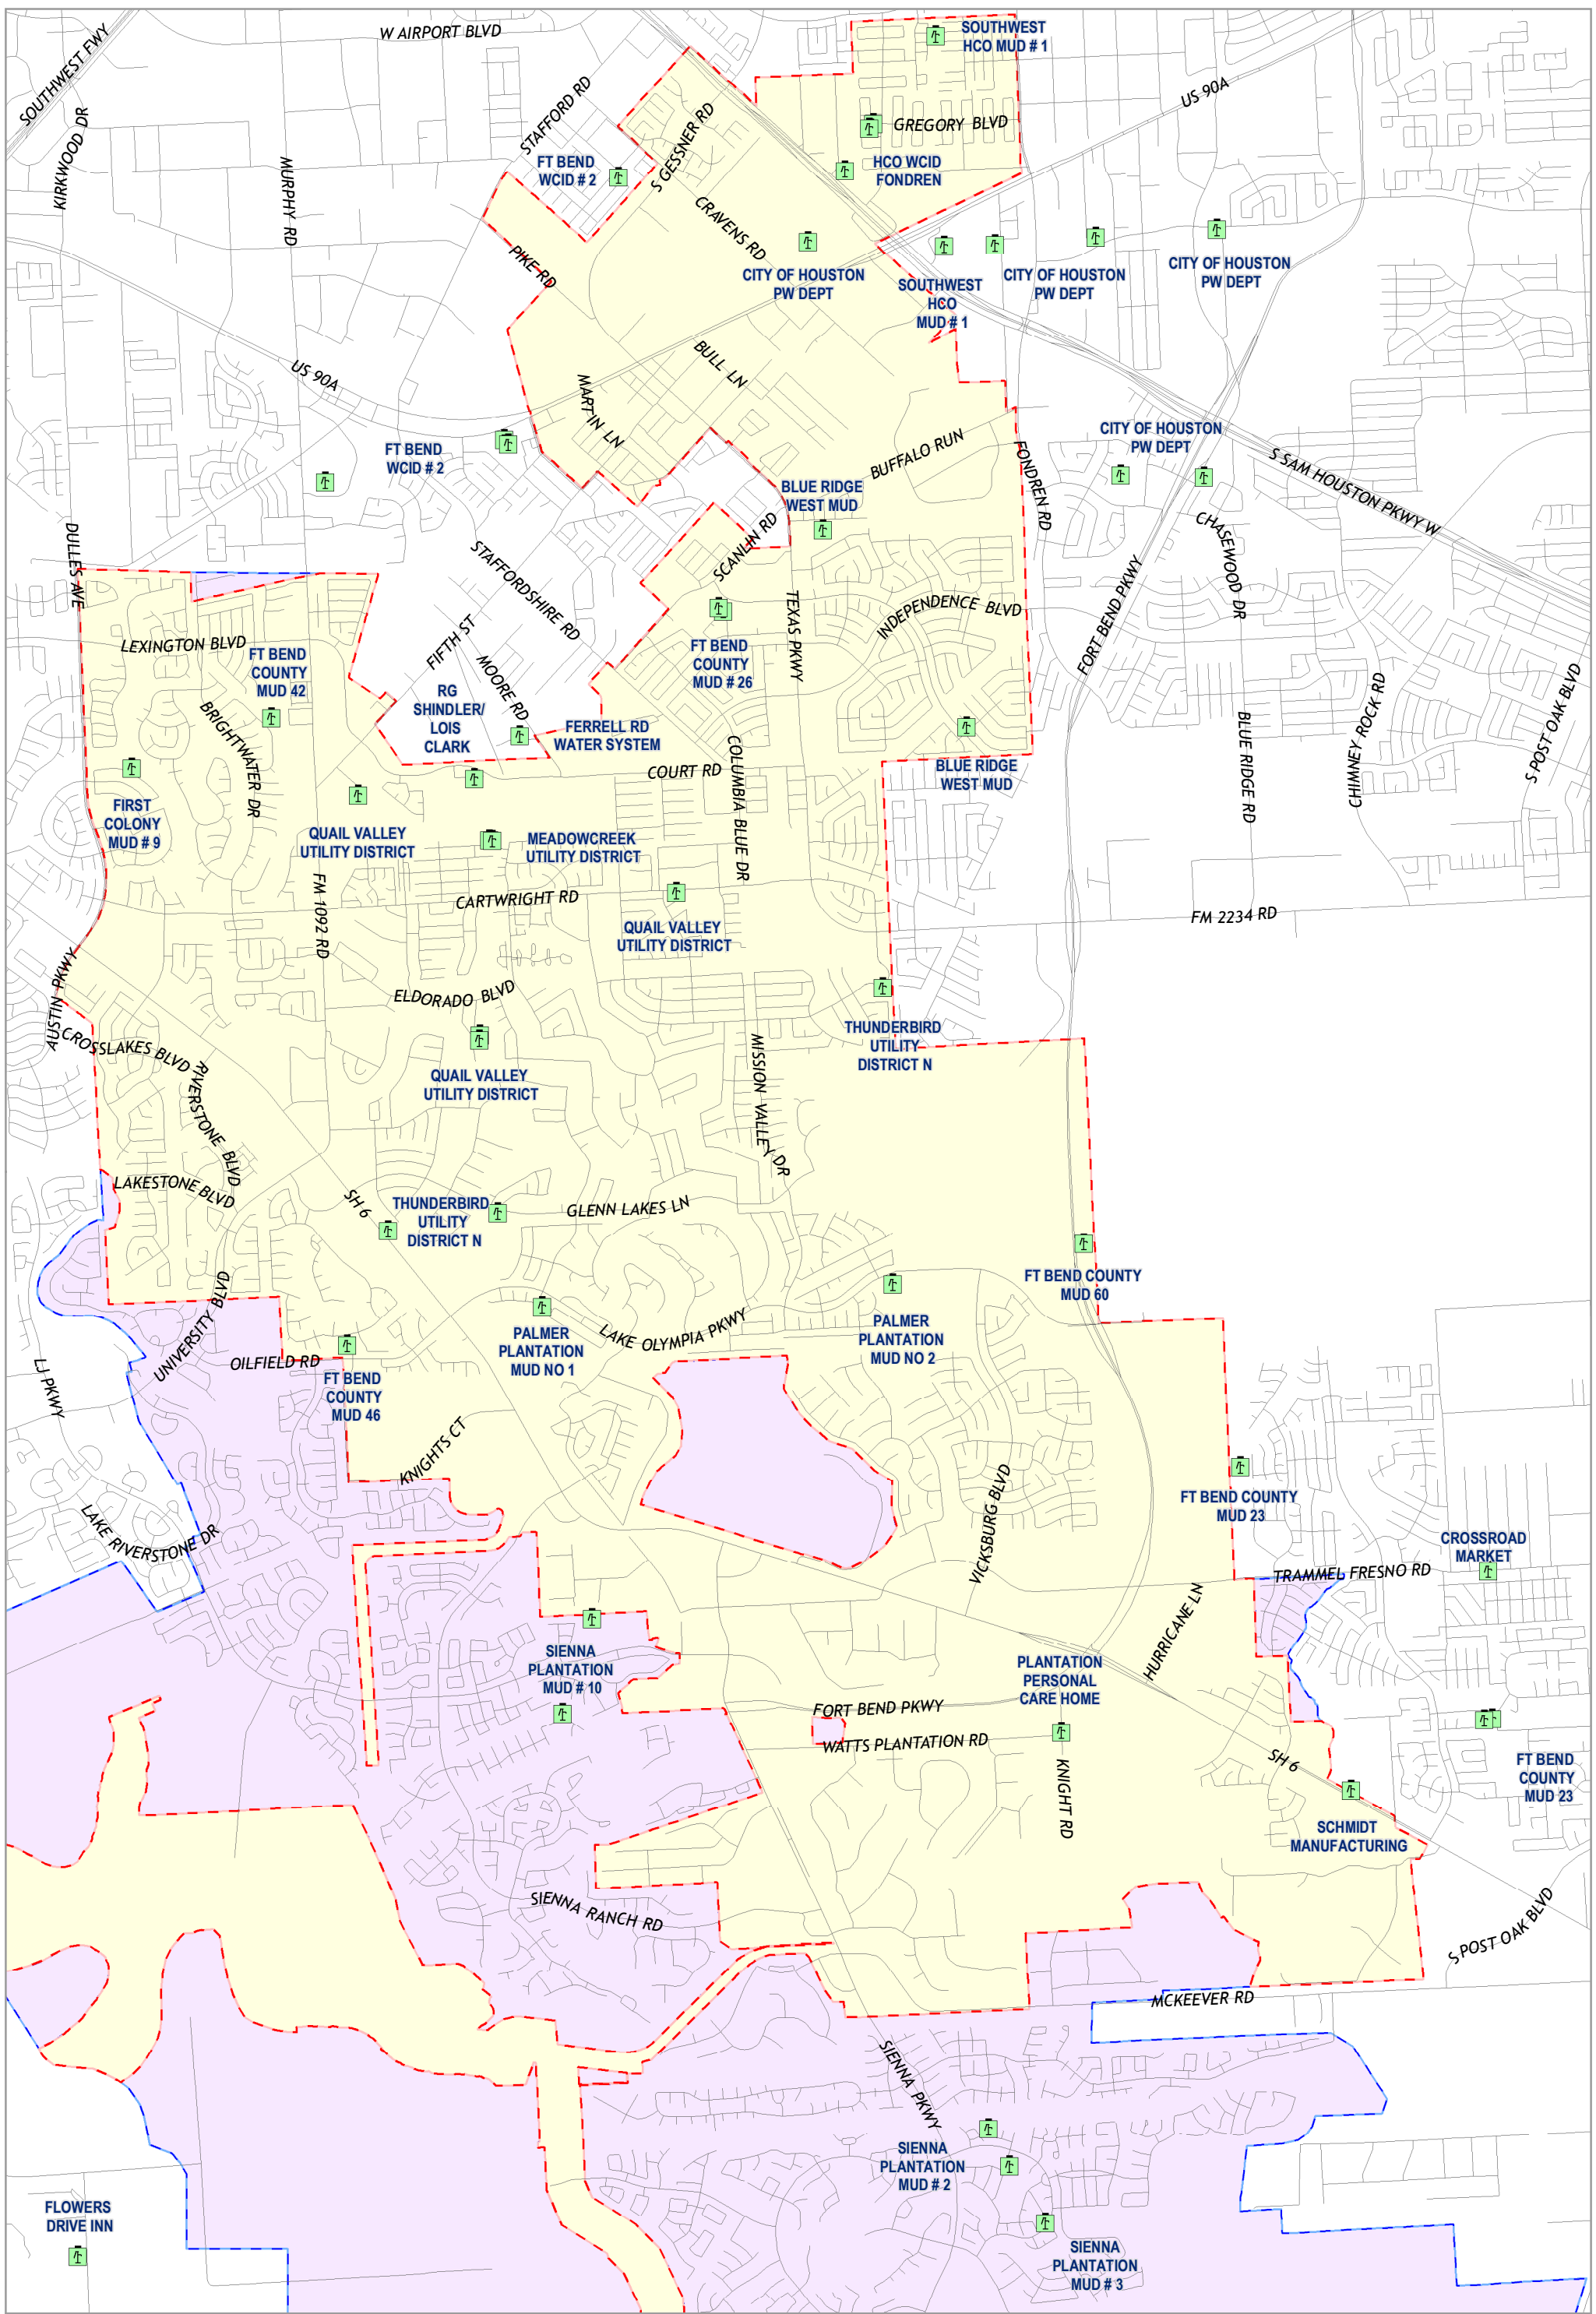 SOUTHWEST FWY
W AIRPORT BLVD
SOUTHWEST
HCO MUD # 1
KIRKWOOD DR
STAFFORD RD
US 90A
S GESSNER RD
GREGORY BLVD
MURPHY RD
FT BEND
WCID # 2
HCO WCID
FONDREN
CRAVENS RD
PIKE RD
CITY OF HOUSTON
PW DEPT
SOUTHWEST
HCO
MUD # 1
CITY OF HOUSTON
PW DEPT
CITY OF HOUSTON
PW DEPT
US 90A
BULL LN
MARTIN LN
FT BEND
WCID # 2
BUFFALO RUN
FONDREN RD
CITY OF HOUSTON
PW DEPT
S SAM HOUSTON PKWY W
BLUE RIDGE
WEST MUD
DULLES AVE
STAFFORDSHIRE RD
SCANLIN RD
CHASEWOOD DR
FORT BEND PKWY
TEXAS PKWY
INDEPENDENCE BLVD
LEXINGTON BLVD
FT BEND
COUNTY
MUD 42
FIFTH ST
MOORE RD
FT BEND
COUNTY
MUD # 26
RG
SHINDLER/
LOIS
CLARK
BRIGHTWATER DR
FERRELL RD
WATER SYSTEM
COLUMBIA BLUE DR
COURT RD
BLUE RIDGE
WEST MUD
BLUE RIDGE RD
CHIMNEY ROCK RD
S POST OAK BLVD
FIRST
COLONY
MUD # 9
QUAIL VALLEY
UTILITY DISTRICT
MEADOWCREEK
UTILITY DISTRICT
FM 1092 RD
CARTWRIGHT RD
QUAIL VALLEY
UTILITY DISTRICT
FM 2234 RD
AUSTIN PKWY
ELDORADO BLVD
THUNDERBIRD
UTILITY
DISTRICT N
CROSSLAKES BLVD
RIVERSTONE BLVD
QUAIL VALLEY
UTILITY DISTRICT
MISSION VALLEY DR
LAKESTONE BLVD
SH 6
THUNDERBIRD
UTILITY
DISTRICT N
GLENN LAKES LN
FT BEND COUNTY
MUD 60
UNIVERSITY BLVD
PALMER
PLANTATION
MUD NO 1
LAKE OLYMPIA PKWY
PALMER
PLANTATION
MUD NO 2
LJ PKWY
OILFIELD RD
FT BEND
COUNTY
MUD 46
KNIGHTS CT
VICKSBURG BLVD
FT BEND COUNTY
MUD 23
LAKE RIVERSTONE DR
CROSSROAD
MARKET
TRAMMEL FRESNO RD
HURRICANE LN
SIENNA
PLANTATION
MUD # 10
PLANTATION
PERSONAL
CARE HOME
FORT BEND PKWY
WATTS PLANTATION RD
KNIGHT RD
SH 6
FT BEND
COUNTY
MUD 23
SCHMIDT
MANUFACTURING
SIENNA RANCH RD
S POST OAK BLVD
MCKEEVER RD
SIENNA PKWY
SIENNA
PLANTATION
MUD # 2
FLOWERS
DRIVE INN
SIENNA
PLANTATION
MUD # 3